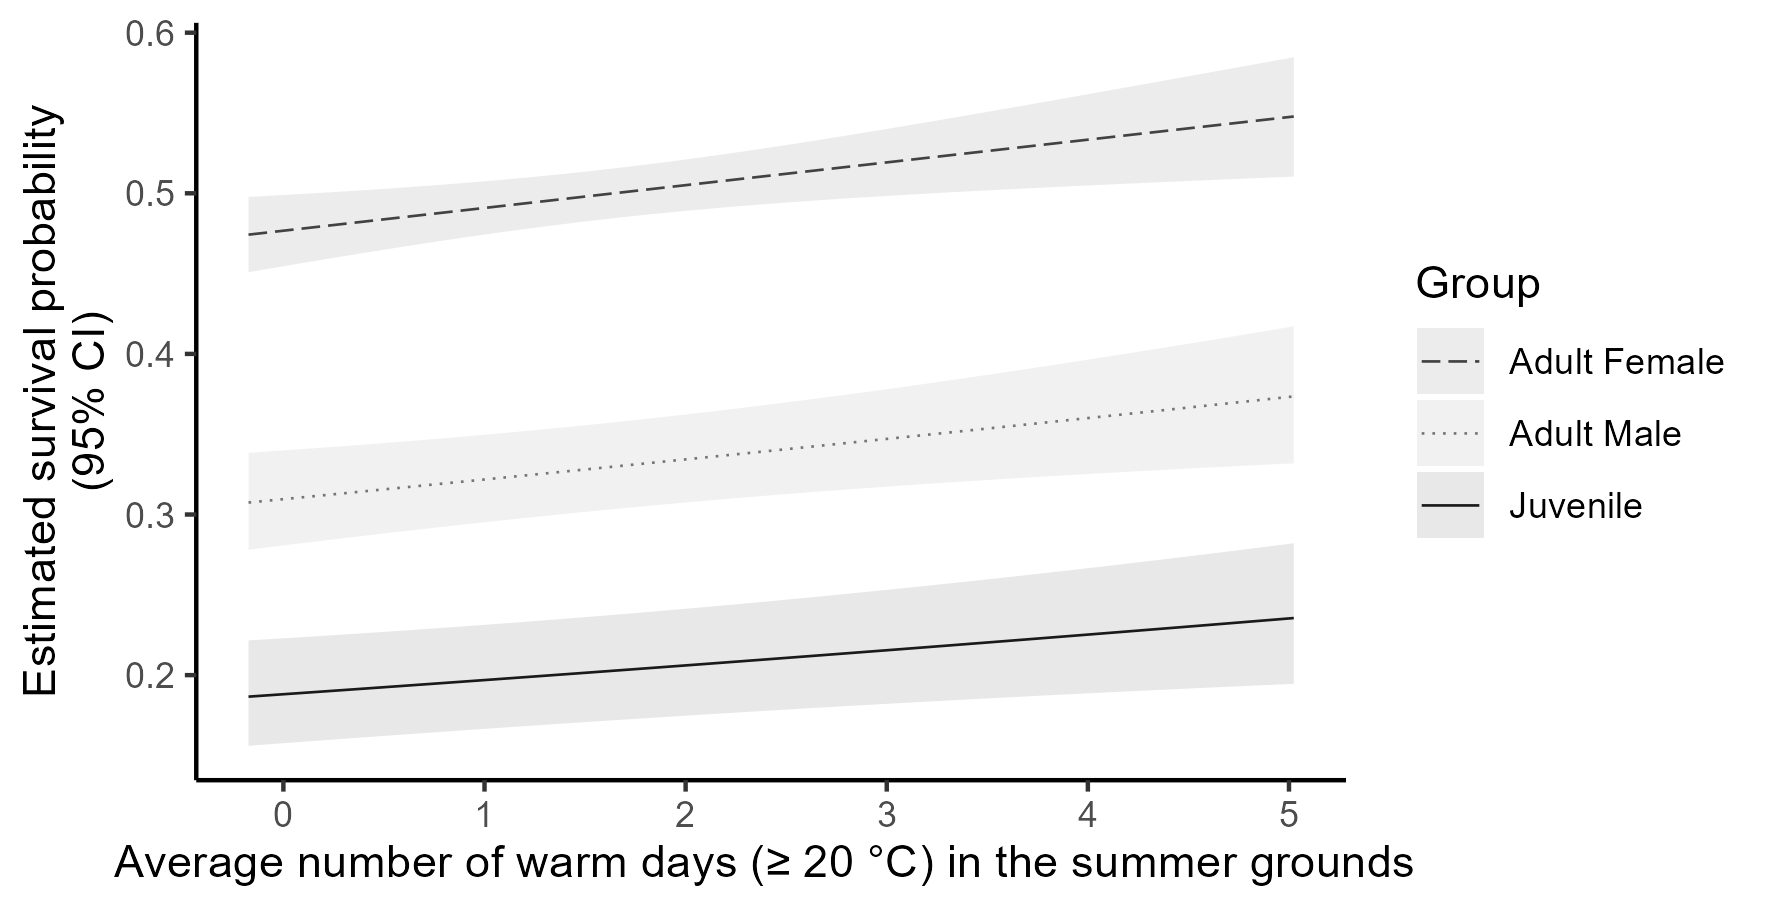 Estimated survival probability
(95% CI)
0.6
0.5
0.4
0.3
0.2
0 1 2 3 4 5
Average number of warm days (≥ 20 °C) in the summer grounds
Group
Adult Female
Adult Male
Juvenile